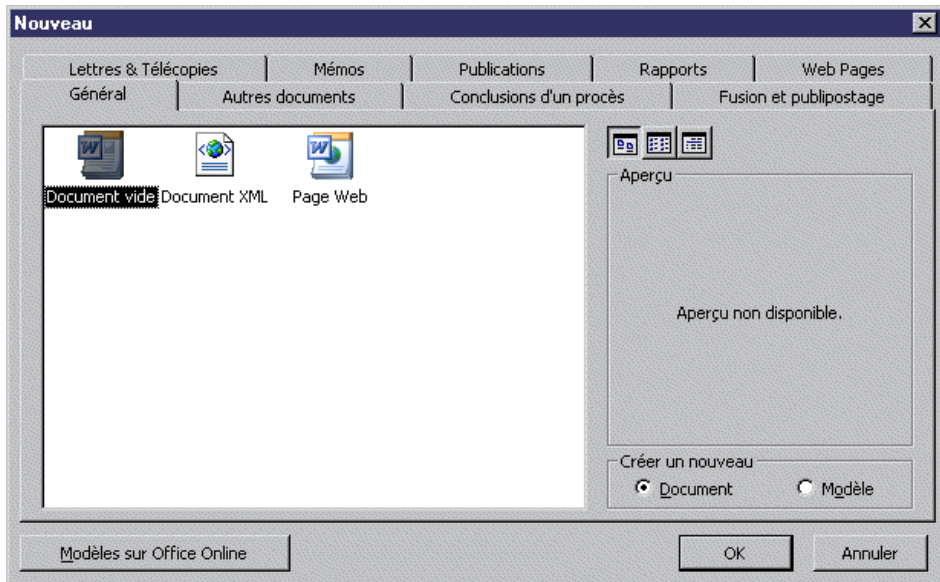 Nouveau
Lettres & Télécopies Mémos Publications Rapports Web Pages
Général Autres documents Conclusions d'un procès Fusion et publipostage
Document vide Document XML Page Web
Aperçu
Aperçu non disponible.
Créer un nouveau
Document Modèle
Modèles sur Office Online OK Annuler